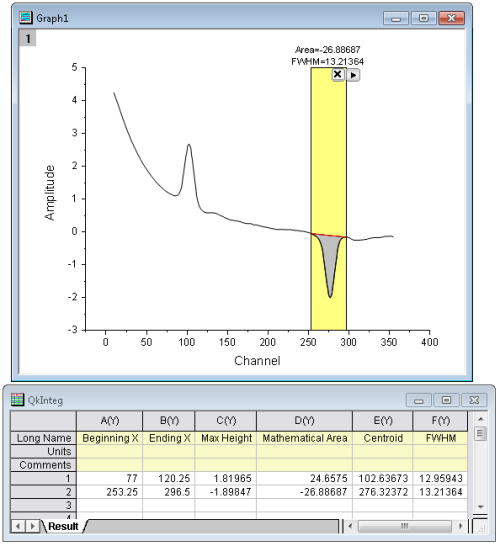 Graph1
1
Area=-26.88687
FWHM=13.21364
5
4
3
2
1
0
-1
-2
-3
Amplitude
0 50 100 150 200 250 300 350 400
Channel
QkInteg
A(Y) B(Y) C(Y) D(Y) E(Y) F(Y)
Long Name Beginning X Ending X Max Height Mathematical Area Centroid FWHM
Units
Comments
1 77 120.25 1.81965 24.6575 102.63673 12.95943
2 253.25 296.5 -1.89847 -26.88687 276.32372 13.21364
3
Result